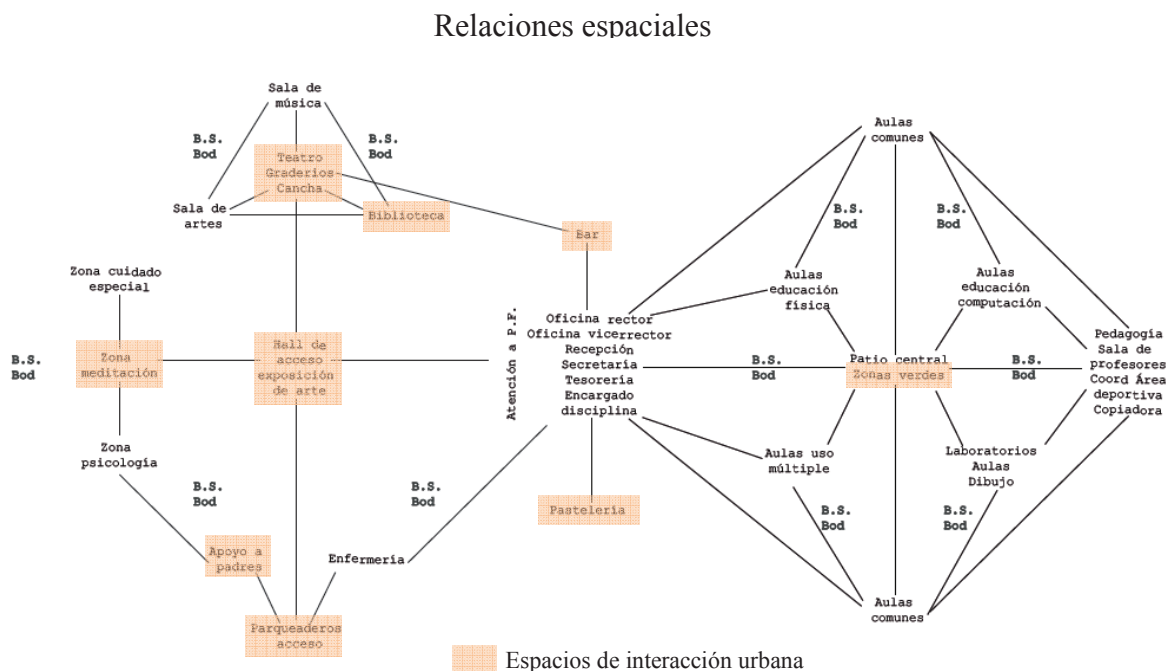 Relaciones espaciales
Sala de
música
B.S.
Bod
B.S.
Bod
Teatro
Graderios
Cancha
Sala de
artes
Biblioteca
Bar
Zona cuidado
especial
B.S.
Bod
Zona
meditación
Hall de
acceso
exposición
de arte
Atención a P.F.
Oficina rector
Oficina vicerrector
Recepción
Secretaría
Tesorería
Encargado
disciplina
Zona
psicología
B.S.
Bod
B.S.
Bod
Pastelería
Apoyo a
padres
Enfermería
Parqueaderos
acceso
Aulas
comunes
B.S.
Bod
B.S.
Bod
Aulas
educación
física
Aulas
educación
computación
B.S.
Bod
Patio central
Zonas verdes
B.S.
Bod
Pedagogía
Sala de
profesores
Coord Área
deportiva
Copiadora
Aulas uso
múltiple
Laboratorios
Aulas
Dibujo
B.S.
Bod
B.S.
Bod
Aulas
comunes
Espacios de interacción urbana